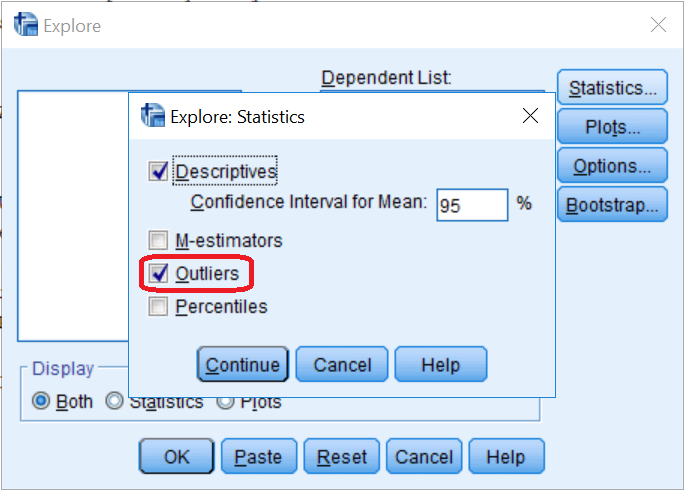 Explore
Dependent List:
Statistics...
Plots...
Options...
Bootstrap...
Explore: Statistics
Descriptives
Confidence Interval for Mean: 95 %
M-estimators
Outliers
Percentiles
Continue Cancel Help
Display
Both Statistics Plots
OK Paste Reset Cancel Help